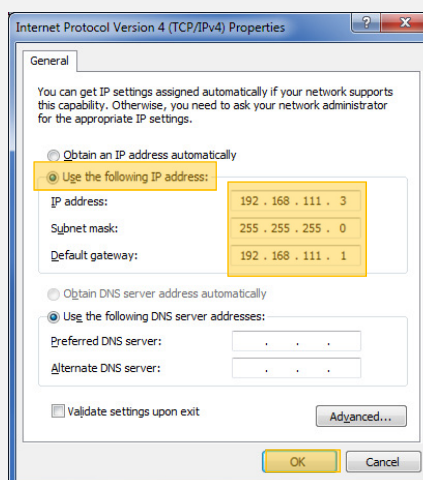 Internet Protocol Version 4 (TCP/IPv4) Properties
General
You can get IP settings assigned automatically if your network supports
this capability. Otherwise, you need to ask your network administrator
for the appropriate IP settings.
Obtain an IP address automatically
Use the following IP address:
IP address: 192 . 168 . 111 . 3
Subnet mask: 255 . 255 . 255 . 0
Default gateway: 192 . 168 . 111 . 1
Obtain DNS server address automatically
Use the following DNS server addresses:
Preferred DNS server: . . .
Alternate DNS server: . . .
Validate settings upon exit
Advanced...
OK Cancel